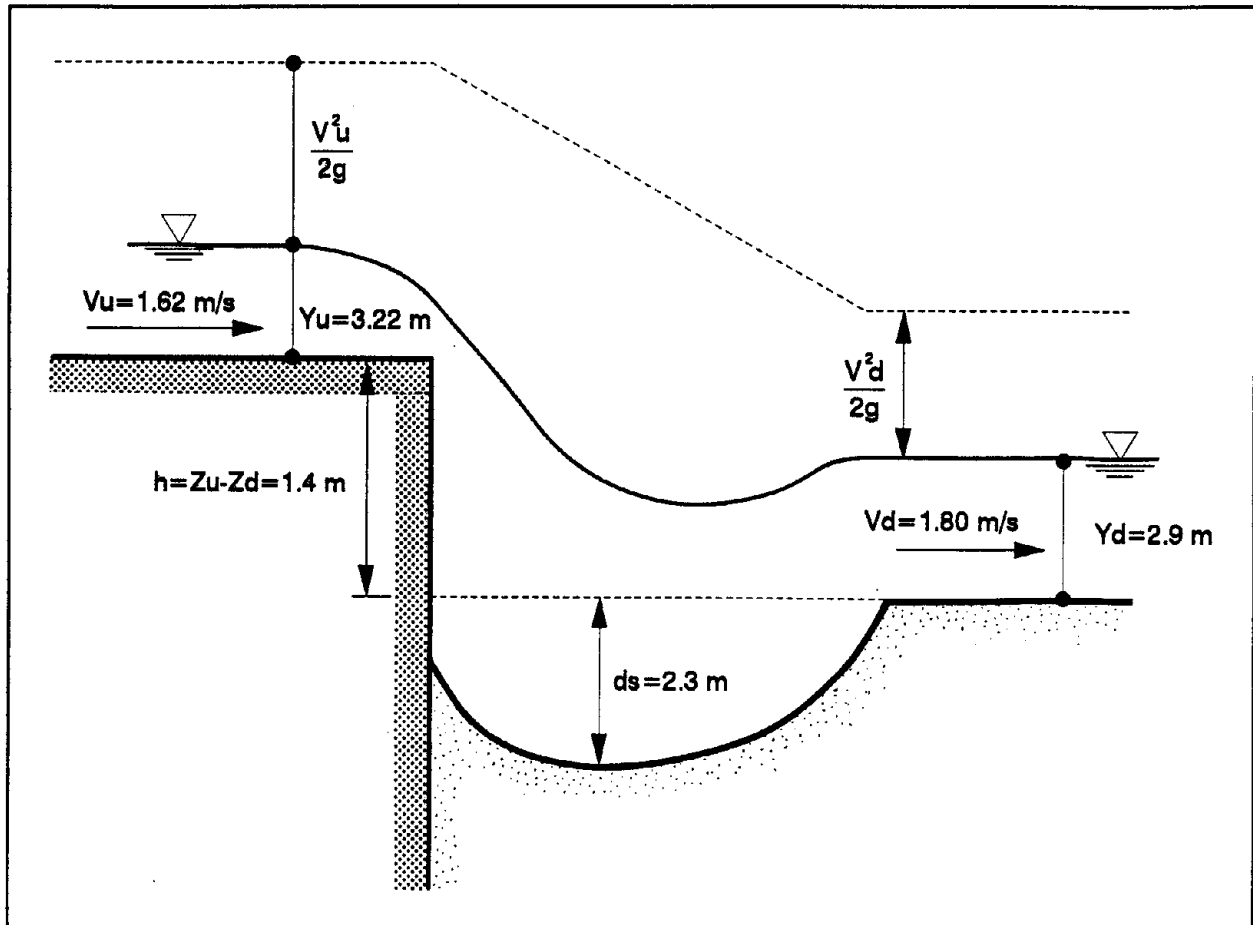 V²u
2g
Vu=1.62 m/s
Yu=3.22 m
V²d
2g
h=Zu-Zd=1.4 m
Vd=1.80 m/s
Yd=2.9 m
ds=2.3 m